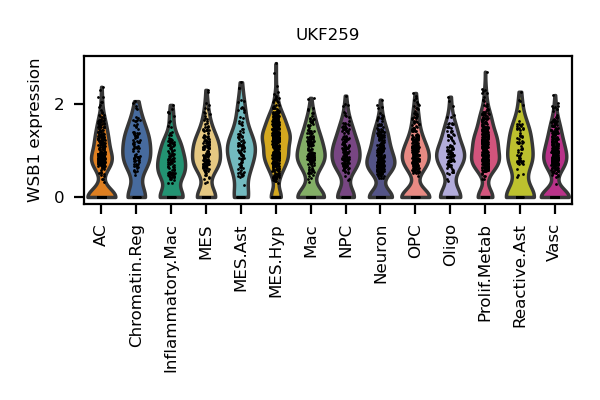 UKF259
WSB1 expression
2
0
AC
Chromatin.Reg
Inflammatory.Mac
MES
MES.Ast
MES.Hyp
Mac
NPC
Neuron
OPC
Oligo
Prolif.Metab
Reactive.Ast
Vasc